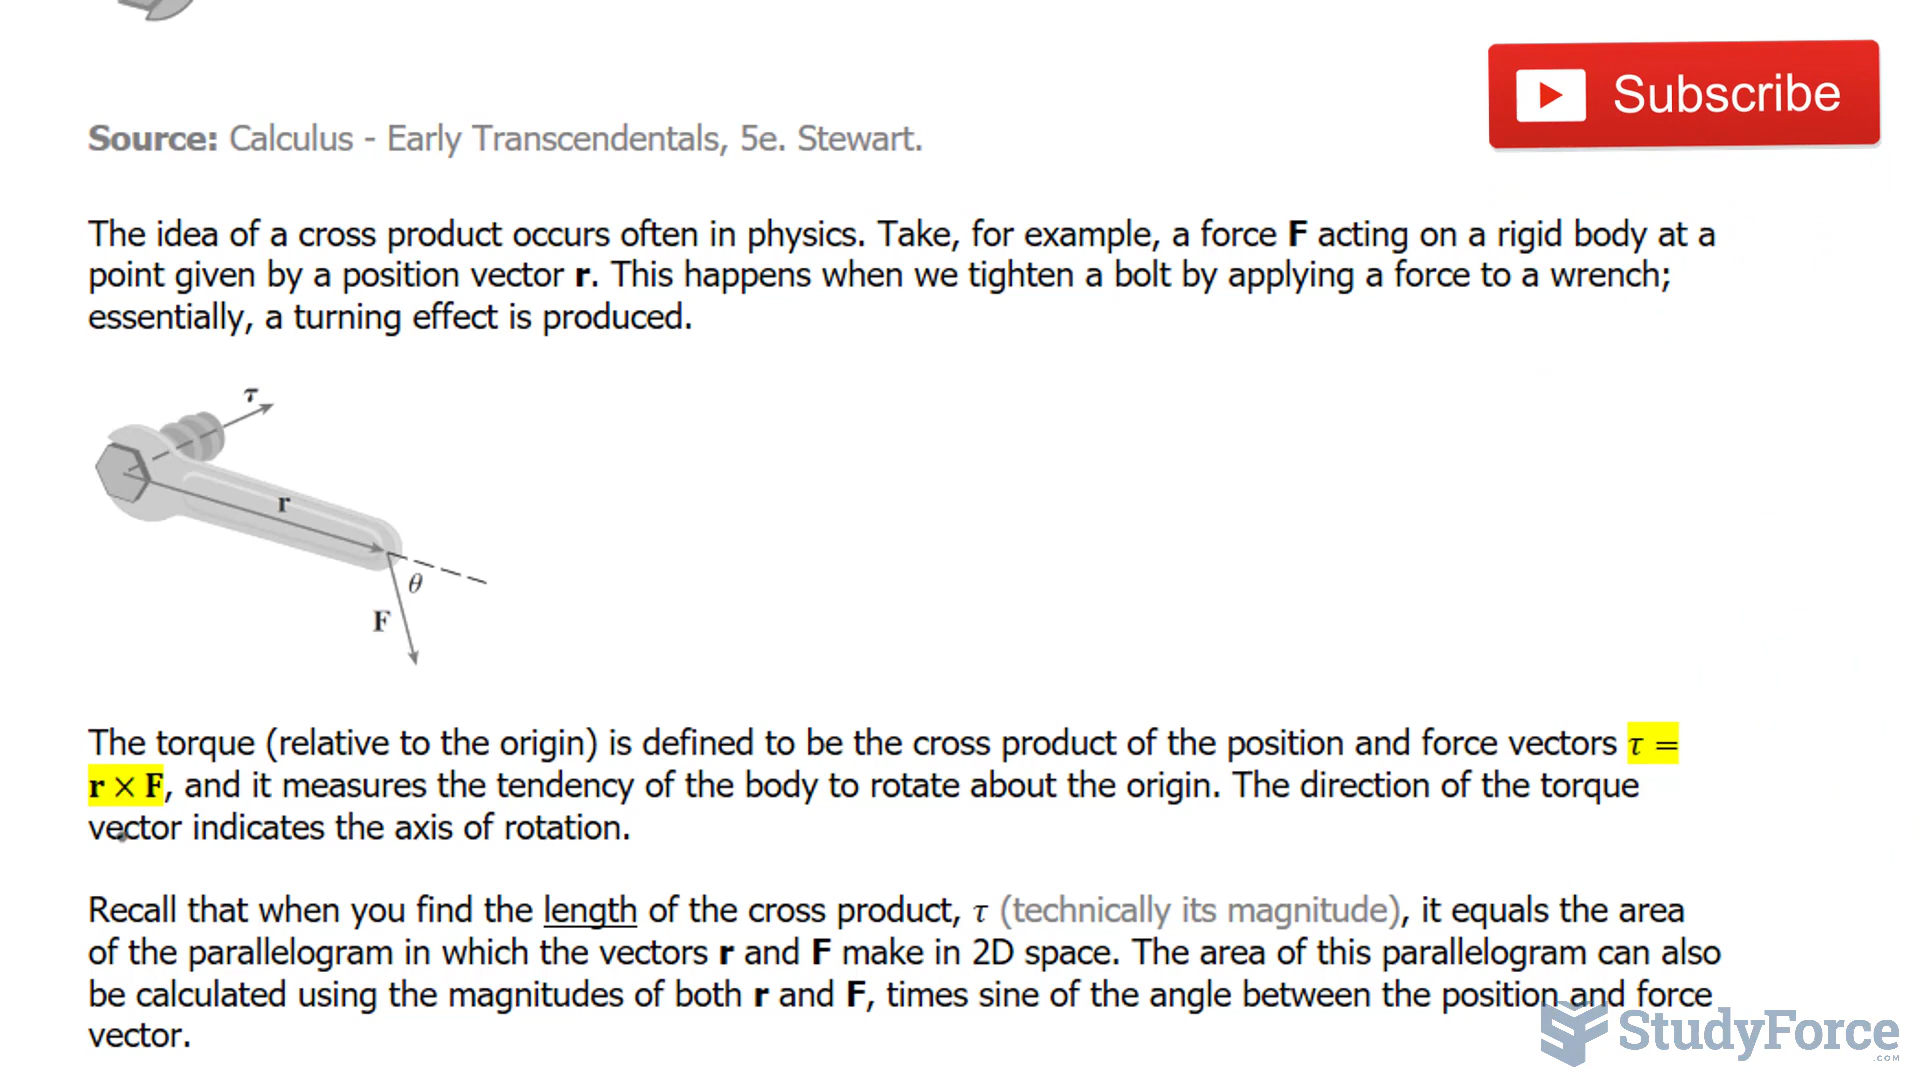 Subscribe
Source: Calculus - Early Transcendentals, 5e. Stewart.
The idea of a cross product occurs often in physics. Take, for example, a force F acting on a rigid body at a
point given by a position vector r. This happens when we tighten a bolt by applying a force to a wrench;
essentially, a turning effect is produced.
τ
r
θ
F
The torque (relative to the origin) is defined to be the cross product of the position and force vectors τ =
r × F, and it measures the tendency of the body to rotate about the origin. The direction of the torque
vector indicates the axis of rotation.
Recall that when you find the length of the cross product, τ (technically its magnitude), it equals the area
of the parallelogram in which the vectors r and F make in 2D space. The area of this parallelogram can also
be calculated using the magnitudes of both r and F, times sine of the angle between the position and force
vector.
StudyForce
.COM